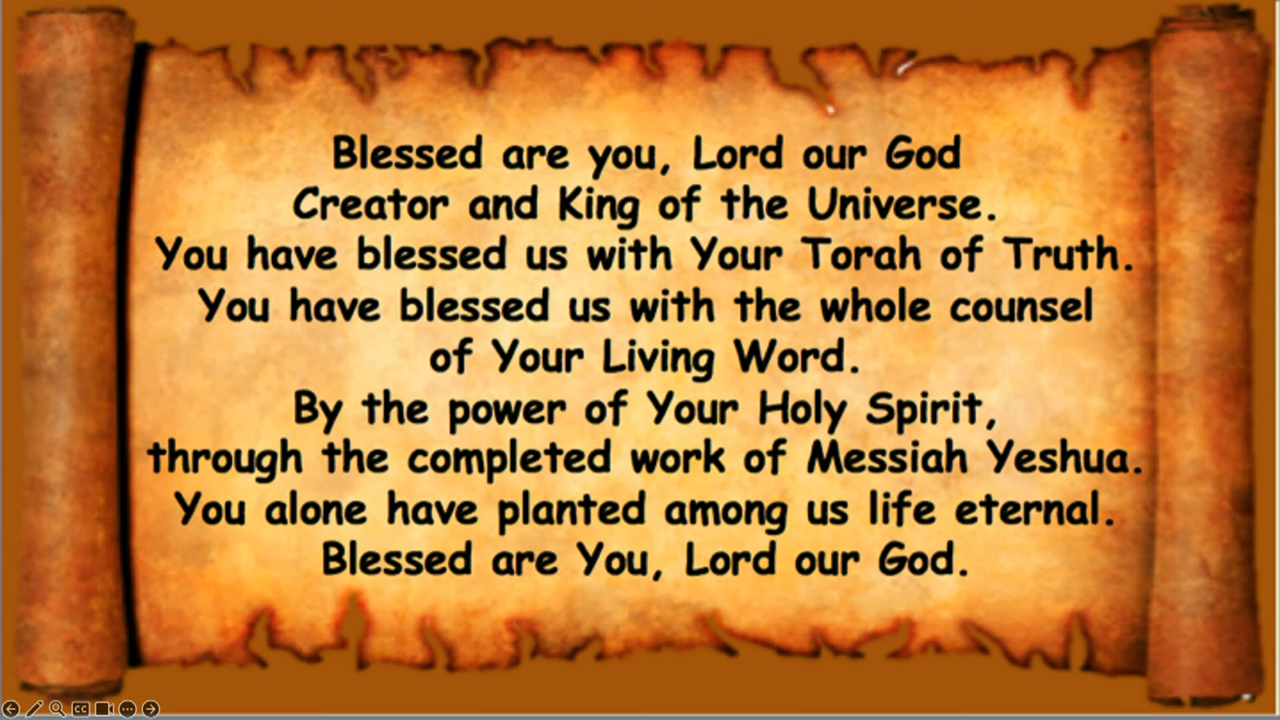 Blessed are you, Lord our God
Creator and King of the Universe.
You have blessed us with Your Torah of Truth.
You have blessed us with the whole counsel
of Your Living Word.
By the power of Your Holy Spirit,
through the completed work of Messiah Yeshua.
You alone have planted among us life eternal.
Blessed are You, Lord our God.
CC